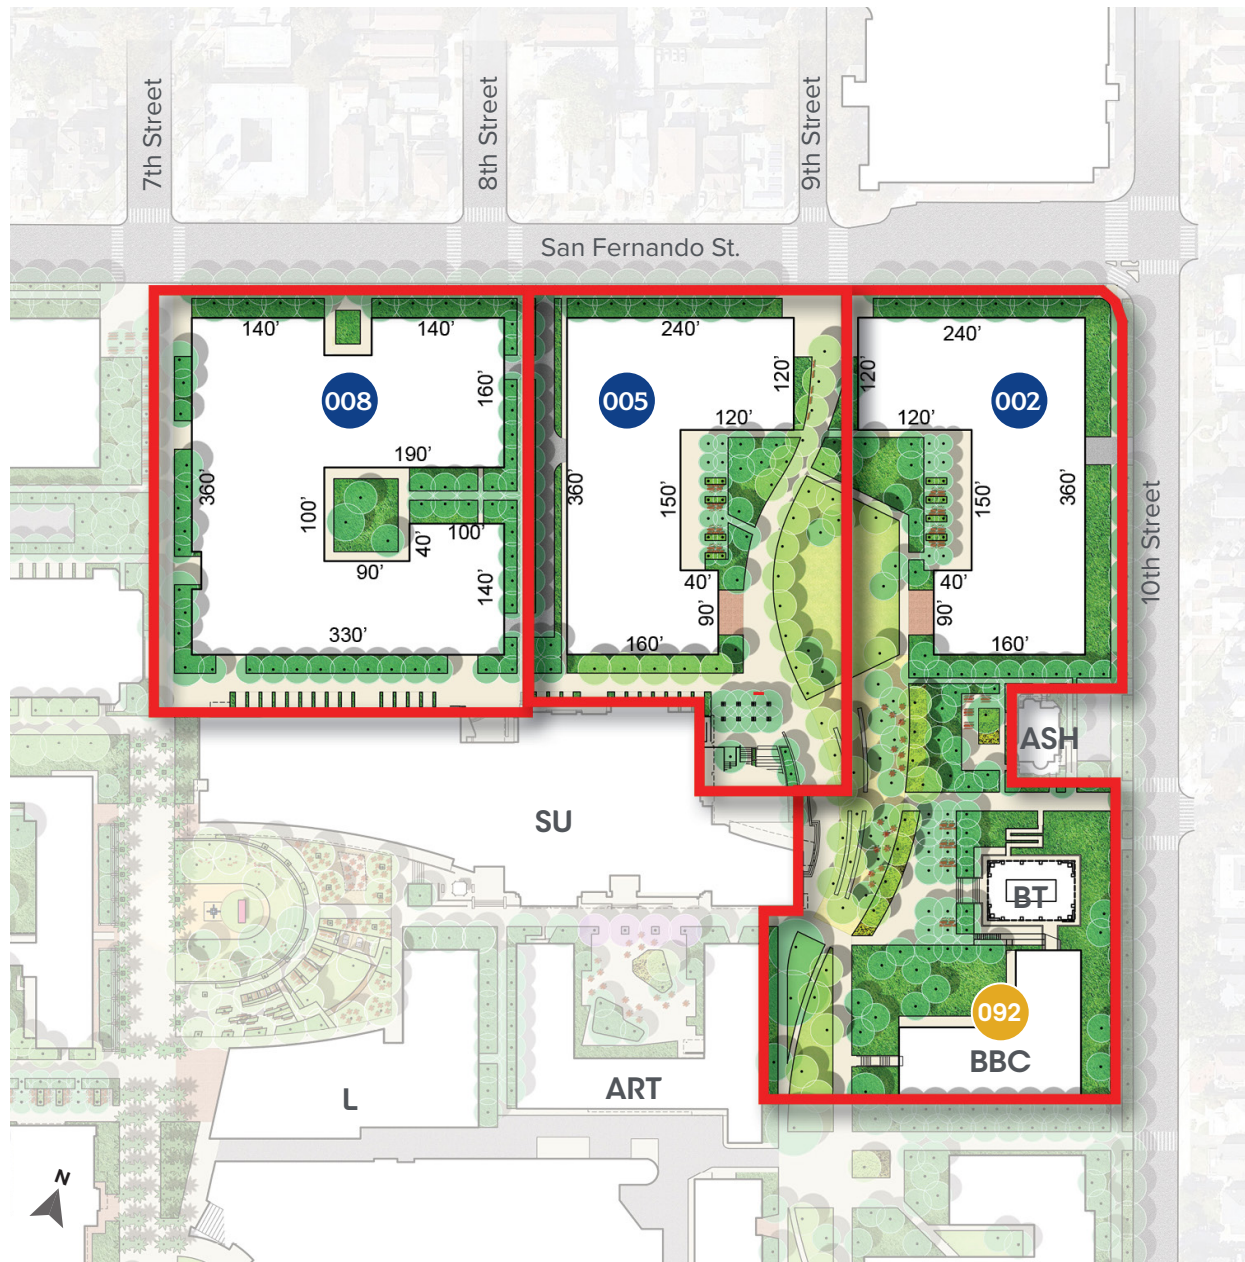 7th Street
8th Street
9th Street
San Fernando St.
140'
140'
240'
240'
008
005
002
160'
120'
120'
120'
120'
190'
360'
100'
360'
150'
150'
360'
100'
40'
90'
140'
40'
40'
90'
90'
330'
160'
160'
10th Street
ASH
SU
BT
092
BBC
ART
L
N